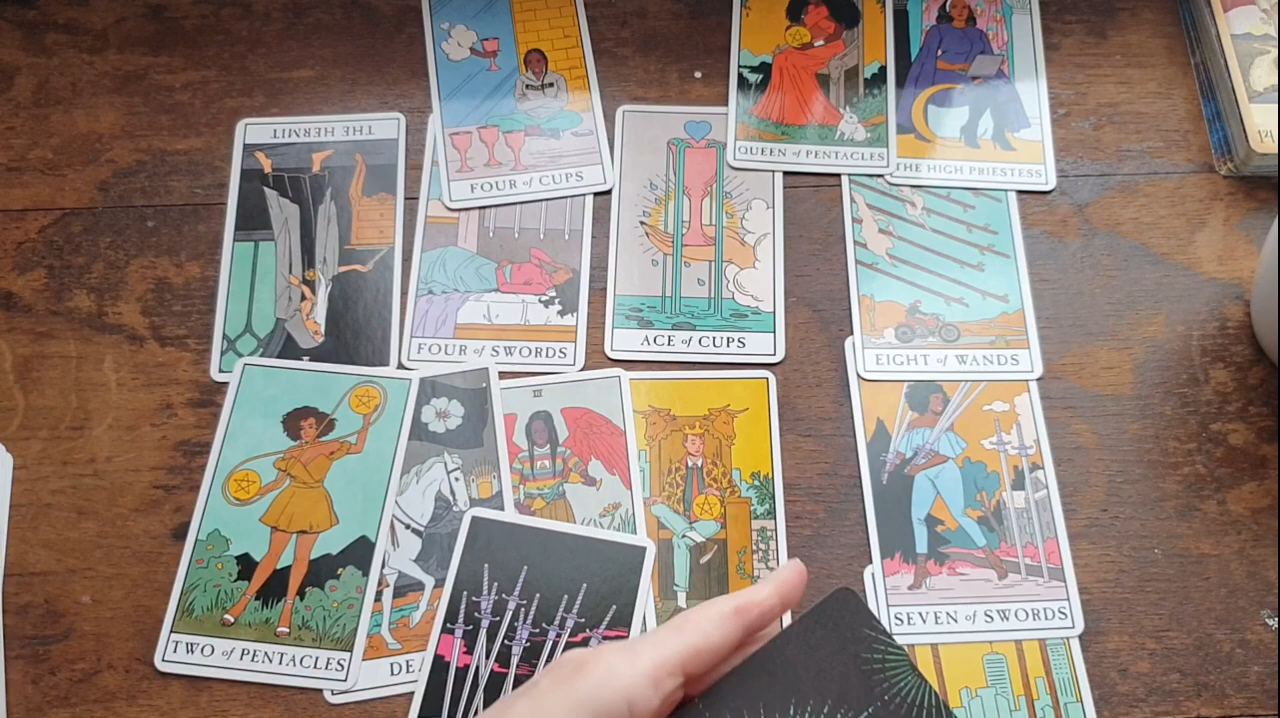 FOUR of CUPS
QUEEN of PENTACLES
THE HIGH PRIESTESS
THE HERMIT
FOUR of SWORDS
ACE of CUPS
EIGHT of WANDS
SEVEN of SWORDS
TWO of PENTACLES